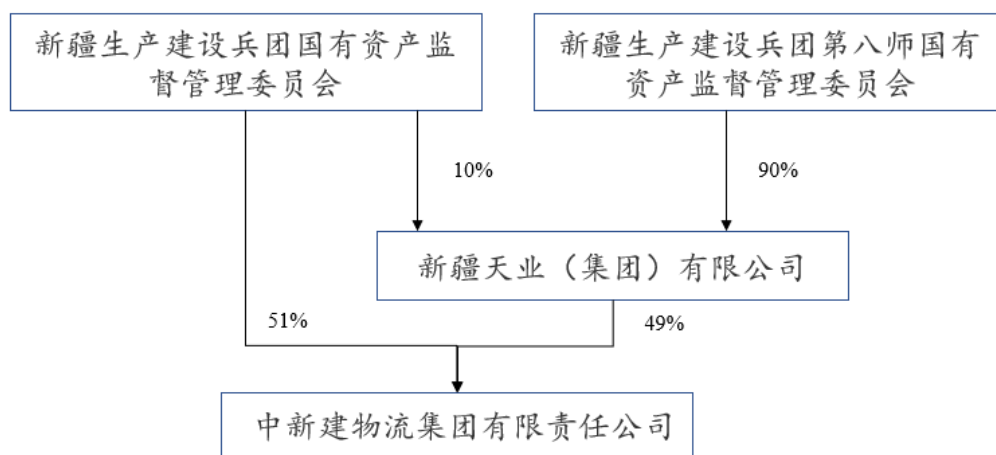 新疆生产建设兵团国有资产监
督管理委员会
新疆生产建设兵团第八师国有
资产监督管理委员会
10%
90%
新疆天业（集团）有限公司
51%
49%
中新建物流集团有限责任公司